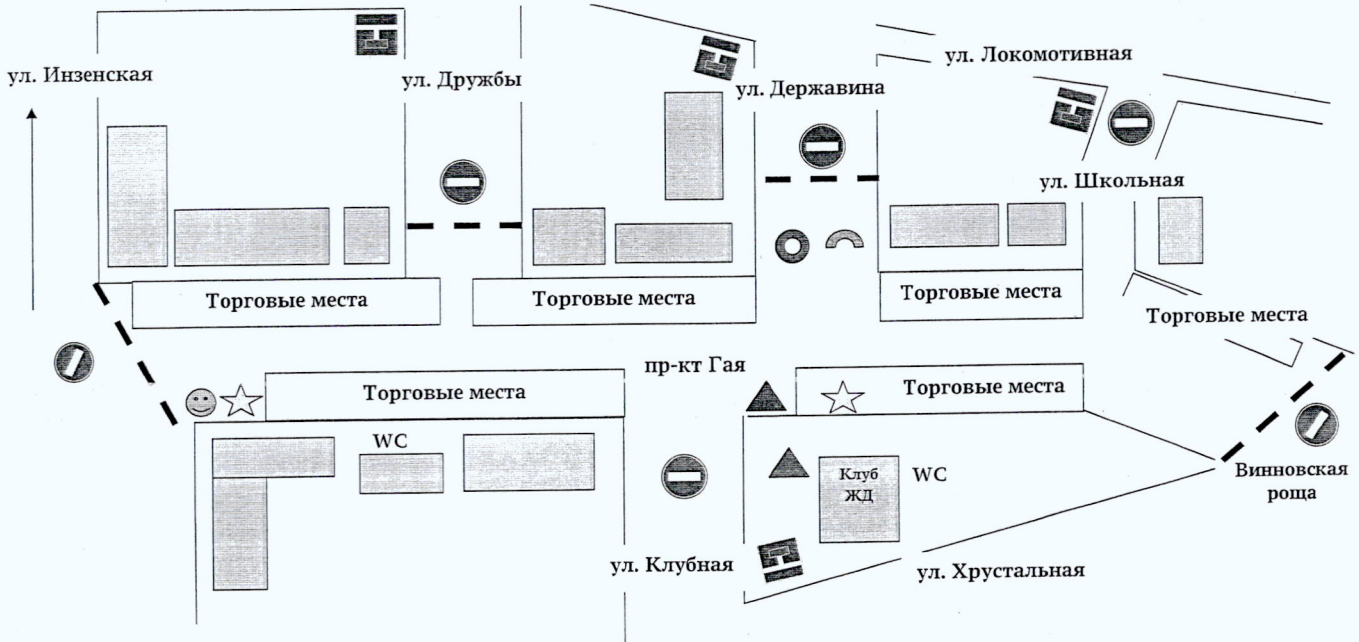 ул. Инзенская
ул. Дружбы
ул. Державина
ул. Локомотивная
ул. Школьная
Торговые места
Торговые места
Торговые места
Торговые места
пр-кт Гая
Торговые места
Торговые места
WC
Клуб
ЖД
WC
Винновская
роща
ул. Клубная
ул. Хрустальная